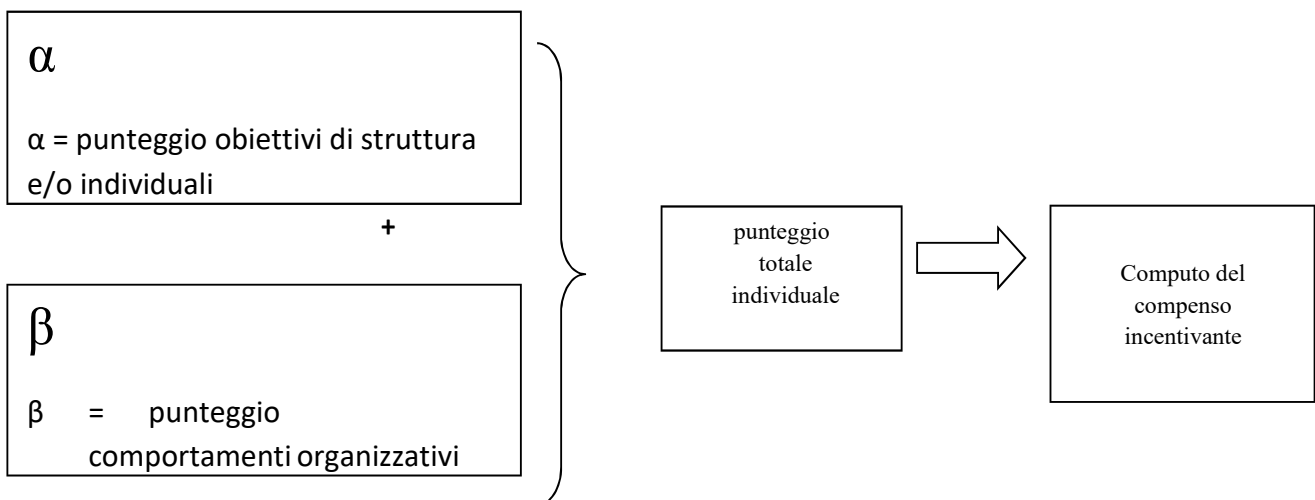 α
α = punteggio obiettivi di struttura
e/o individuali
+
β
β = punteggio
comportamenti organizzativi
punteggio
totale
individuale
Computo del
compenso
incentivante